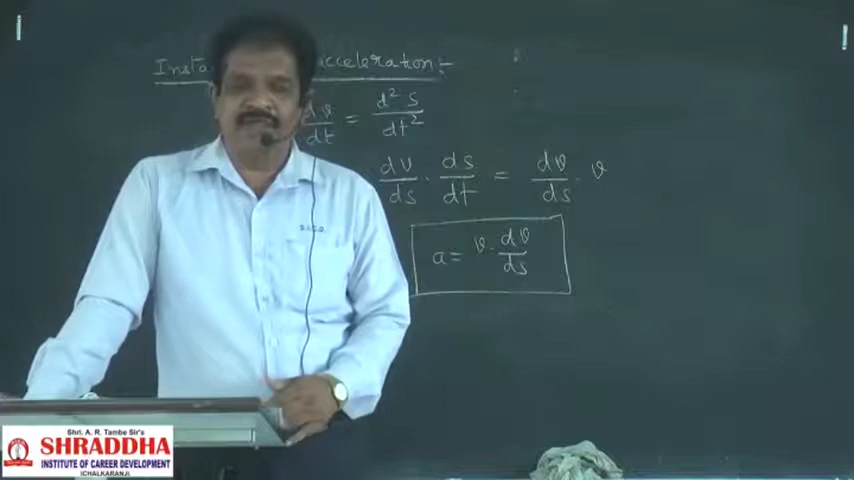 Insta cceleration :-
dv/dt = d²s/dt²
dv/ds · ds/dt = dv/ds · v
a = v · dv/ds
S.I.C.D.
Shri. A. R. Tambe Sir's
SHRADDHA
INSTITUTE OF CAREER DEVELOPMENT
ICHALKARANJI